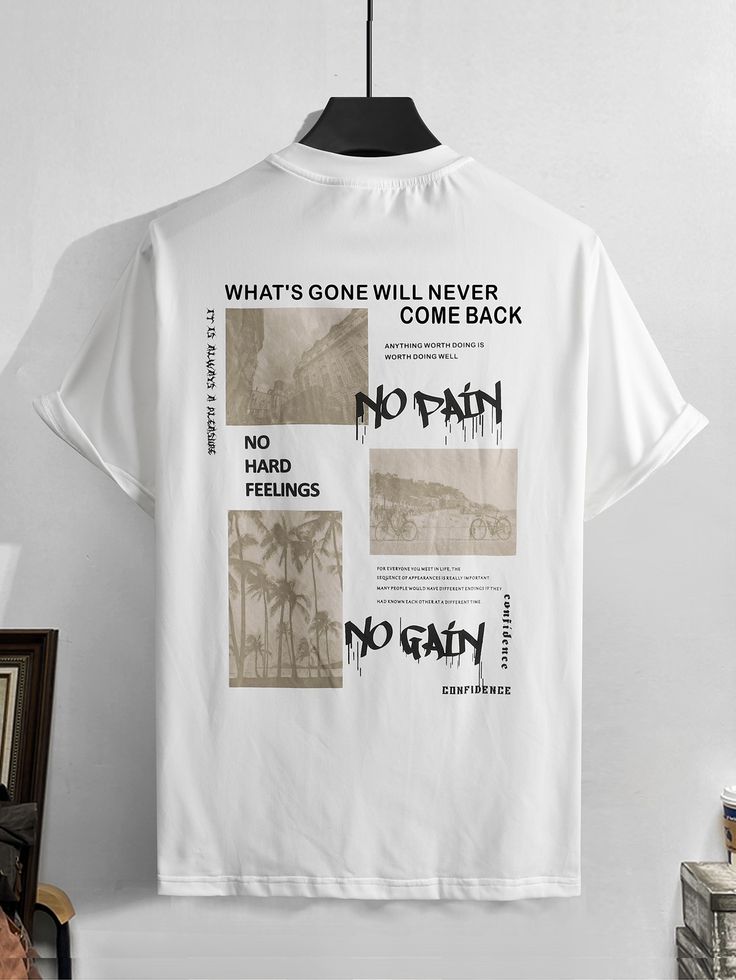 WHAT'S GONE WILL NEVER
COME BACK
IT IS ALWAYS A PLEASURE
ANYTHING WORTH DOING IS
WORTH DOING WELL
NO PAIN
NO
HARD
FEELINGS
FOR EVERYONE YOU MEET IN LIFE, THE
SEQUENCE OF APPEARANCES IS REALLY IMPORTANT
MANY PEOPLE WOULD HAVE DIFFERENT ENDINGS IF THEY
HAD KNOWN EACH OTHER AT A DIFFERENT TIME
confidence
NO GAIN
CONFIDENCE